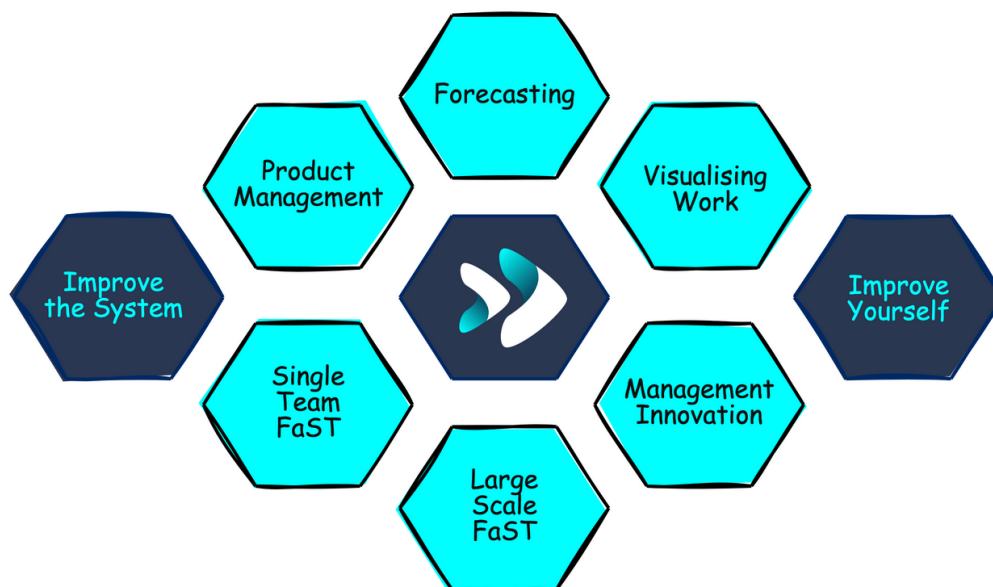 Forecasting
Product
Management
Visualising
Work
Improve
the System
Improve
Yourself
Single
Team
FaST
Management
Innovation
Large
Scale
FaST